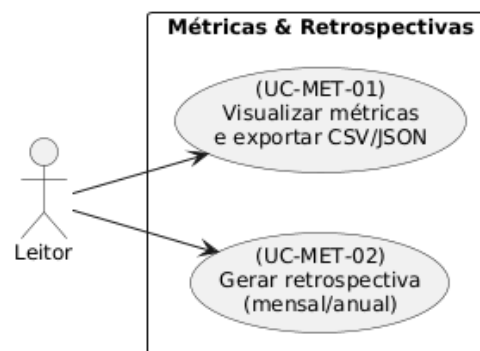 Métricas & Retrospectivas
(UC-MET-01)
Visualizar métricas
e exportar CSV/JSON
Leitor
(UC-MET-02)
Gerar retrospectiva
(mensal/anual)